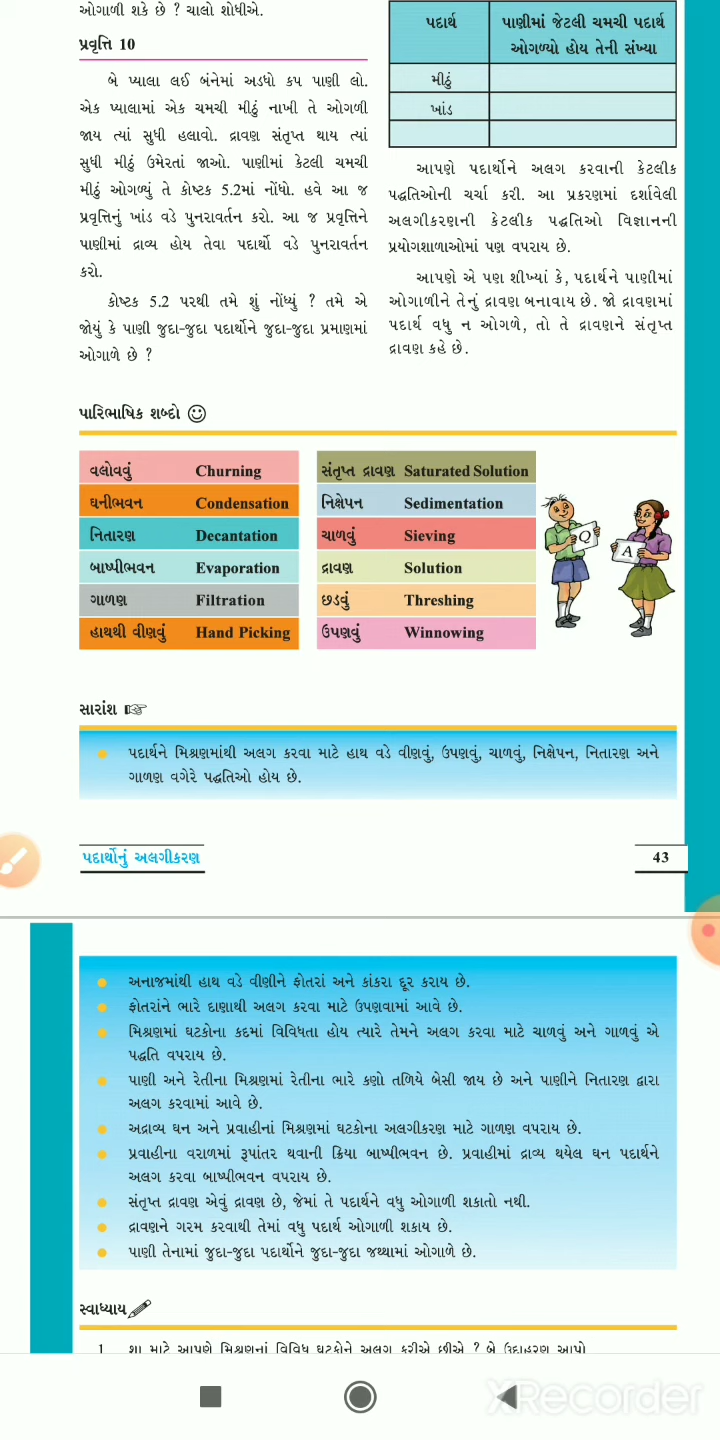 ઓગાળી શકે છે ? ચાલો શોધીએ.
પ્રવૃત્તિ 10
બે પ્યાલા લઈ બંનેમાં અડધો કપ પાણી લો.
એક પ્યાલામાં એક ચમચી મીઠું નાખી તે ઓગળી
જાય ત્યાં સુધી હલાવો. દ્રાવણ સંતૃપ્ત થાય ત્યાં
સુધી મીઠું ઉમેરતાં જાઓ. પાણીમાં કેટલી ચમચી
મીઠું ઓગળ્યું તે કોષ્ટક 5.2માં નોંધો. હવે આ જ
પ્રવૃત્તિનું ખાંડ વડે પુનરાવર્તન કરો. આ જ પ્રવૃત્તિને
પાણીમાં દ્રાવ્ય હોય તેવા પદાર્થો વડે પુનરાવર્તન
કરો.
કોષ્ટક 5.2 પરથી તમે શું નોંધ્યું ? તમે એ
જોયું કે પાણી જુદા-જુદા પદાર્થોને જુદા-જુદા પ્રમાણમાં
ઓગાળે છે ?
પદાર્થ પાણીમાં જેટલી ચમચી પદાર્થ
ઓગળ્યો હોય તેની સંખ્યા
મીઠું
ખાંડ
આપણે પદાર્થોને અલગ કરવાની કેટલીક
પદ્ધતિઓની ચર્ચા કરી. આ પ્રકરણમાં દર્શાવેલી
અલગીકરણની કેટલીક પદ્ધતિઓ વિજ્ઞાનની
પ્રયોગશાળાઓમાં પણ વપરાય છે.
આપણે એ પણ શીખ્યાં કે, પદાર્થને પાણીમાં
ઓગાળીને તેનું દ્રાવણ બનાવાય છે. જો દ્રાવણમાં
પદાર્થ વધુ ન ઓગળે, તો તે દ્રાવણને સંતૃપ્ત
દ્રાવણ કહે છે.
પારિભાષિક શબ્દો
વલોવવું Churning
ઘનીભવન Condensation
નિતારણ Decantation
બાષ્પીભવન Evaporation
ગાળણ Filtration
હાથથી વીણવું Hand Picking
સંતૃપ્ત દ્રાવણ Saturated Solution
નિક્ષેપન Sedimentation
ચાળવું Sieving
દ્રાવણ Solution
છડવું Threshing
ઉપણવું Winnowing
Q
A
સારાંશ
પદાર્થને મિશ્રણમાંથી અલગ કરવા માટે હાથ વડે વીણવું, ઉપણવું, ચાળવું, નિક્ષેપન, નિતારણ અને
ગાળણ વગેરે પદ્ધતિઓ હોય છે.
પદાર્થોનું અલગીકરણ
43
અનાજમાંથી હાથ વડે વીણીને ફોતરાં અને કાંકરા દૂર કરાય છે.
ફોતરાંને ભારે દાણાથી અલગ કરવા માટે ઉપણવામાં આવે છે.
મિશ્રણમાં ઘટકોના કદમાં વિવિધતા હોય ત્યારે તેમને અલગ કરવા માટે ચાળવું અને ગાળવું એ
પદ્ધતિ વપરાય છે.
પાણી અને રેતીના મિશ્રણમાં રેતીના ભારે કણો તળિયે બેસી જાય છે અને પાણીને નિતારણ દ્વારા
અલગ કરવામાં આવે છે.
અદ્રાવ્ય ઘન અને પ્રવાહીનાં મિશ્રણમાં ઘટકોના અલગીકરણ માટે ગાળણ વપરાય છે.
પ્રવાહીના વરાળમાં રૂપાંતર થવાની ક્રિયા બાષ્પીભવન છે. પ્રવાહીમાં દ્રાવ્ય થયેલ ઘન પદાર્થને
અલગ કરવા બાષ્પીભવન વપરાય છે.
સંતૃપ્ત દ્રાવણ એવું દ્રાવણ છે, જેમાં તે પદાર્થને વધુ ઓગાળી શકાતો નથી.
દ્રાવણને ગરમ કરવાથી તેમાં વધુ પદાર્થ ઓગાળી શકાય છે.
પાણી તેનામાં જુદા-જુદા પદાર્થોને જુદા-જુદા જથ્થામાં ઓગાળે છે.
સ્વાધ્યાય
1. શા માટે આપણે મિશ્રણનાં વિવિધ ઘટકોને અલગ કરીએ છીએ ? બે ઉદાહરણ આપો.
XRecorder